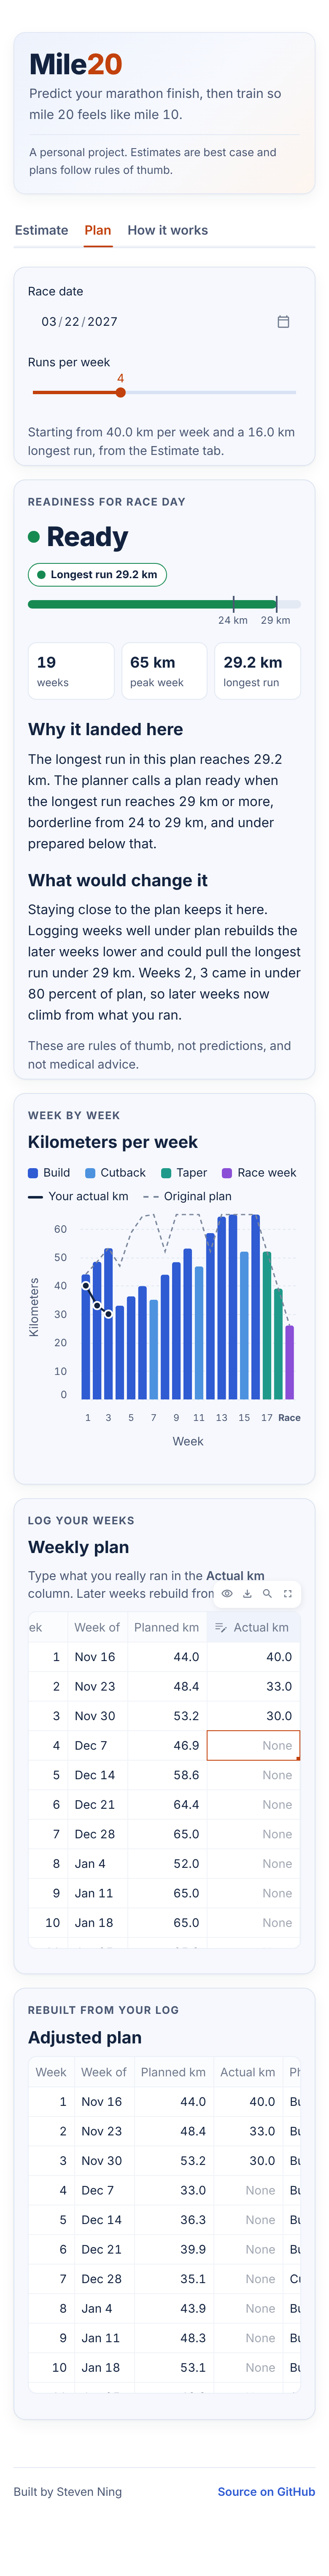 Mile20
Predict your marathon finish, then train so
mile 20 feels like mile 10.
A personal project. Estimates are best case and
plans follow rules of thumb.
Estimate Plan How it works
Race date
03 / 22 / 2027
Runs per week
4
Starting from 40.0 km per week and a 16.0 km
longest run, from the Estimate tab.
READINESS FOR RACE DAY
Ready
Longest run 29.2 km
24 km 29 km
19 65 km 29.2 km
weeks peak week longest run
Why it landed here
The longest run in this plan reaches 29.2
km. The planner calls a plan ready when
the longest run reaches 29 km or more,
borderline from 24 to 29 km, and under
prepared below that.
What would change it
Staying close to the plan keeps it here.
Logging weeks well under plan rebuilds the
later weeks lower and could pull the longest
run under 29 km. Weeks 2, 3 came in under
80 percent of plan, so later weeks now
climb from what you ran.
These are rules of thumb, not predictions, and
not medical advice.
WEEK BY WEEK
Kilometers per week
Build Cutback Taper Race week
Your actual km Original plan
60
50
40
30
20
10
0
Kilometers
1 3 5 7 9 11 13 15 17 Race
Week
LOG YOUR WEEKS
Weekly plan
Type what you really ran in the Actual km
column. Later weeks rebuild from
ek Week of Planned km Actual km
1 Nov 16 44.0 40.0
2 Nov 23 48.4 33.0
3 Nov 30 53.2 30.0
4 Dec 7 46.9 None
5 Dec 14 58.6 None
6 Dec 21 64.4 None
7 Dec 28 65.0 None
8 Jan 4 52.0 None
9 Jan 11 65.0 None
10 Jan 18 65.0 None
REBUILT FROM YOUR LOG
Adjusted plan
Week Week of Planned km Actual km Ph
1 Nov 16 44.0 40.0 Bu
2 Nov 23 48.4 33.0 Bu
3 Nov 30 53.2 30.0 Bu
4 Dec 7 33.0 None Bu
5 Dec 14 36.3 None Bu
6 Dec 21 39.9 None Bu
7 Dec 28 35.1 None Cu
8 Jan 4 43.9 None Bu
9 Jan 11 48.3 None Bu
10 Jan 18 53.1 None Bu
Built by Steven Ning Source on GitHub